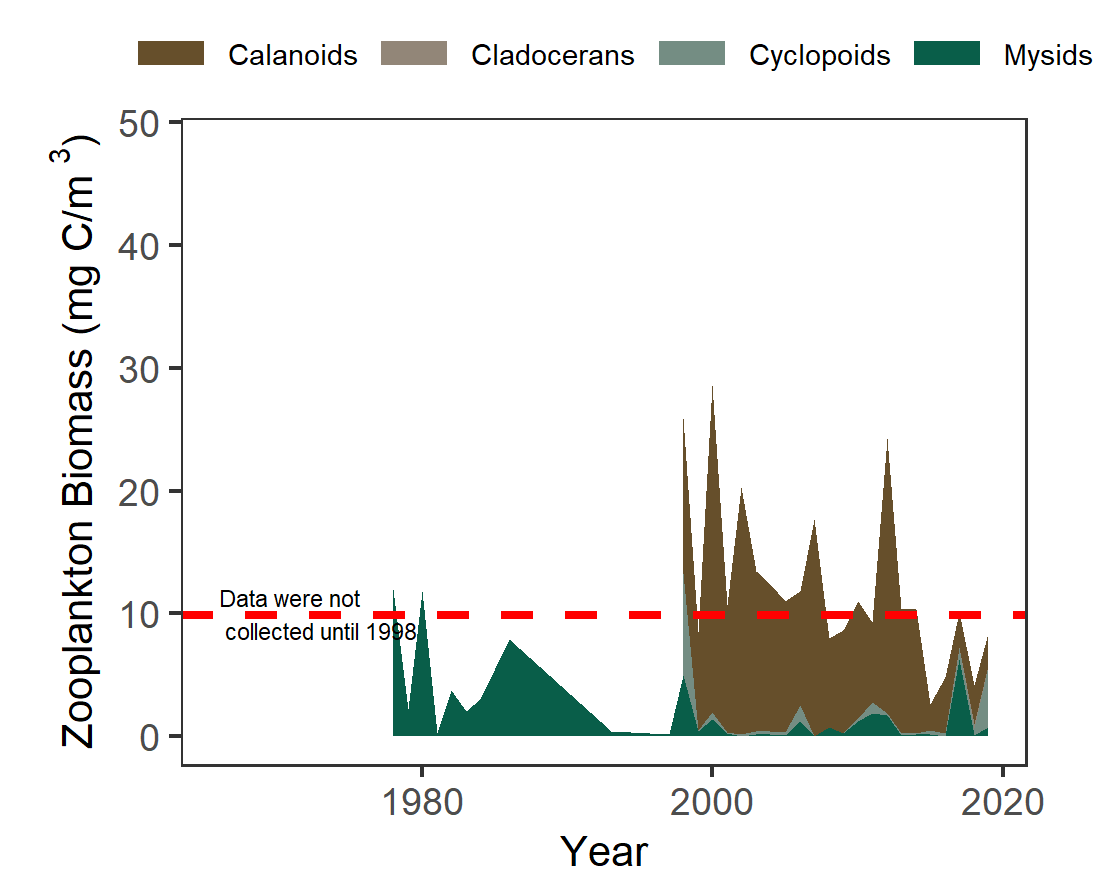 Calanoids Cladocerans Cyclopoids Mysids
Zooplankton Biomass (mg C/m ³)
50
40
30
20
10
0
Data were not
collected until 1998
1980 2000 2020
Year